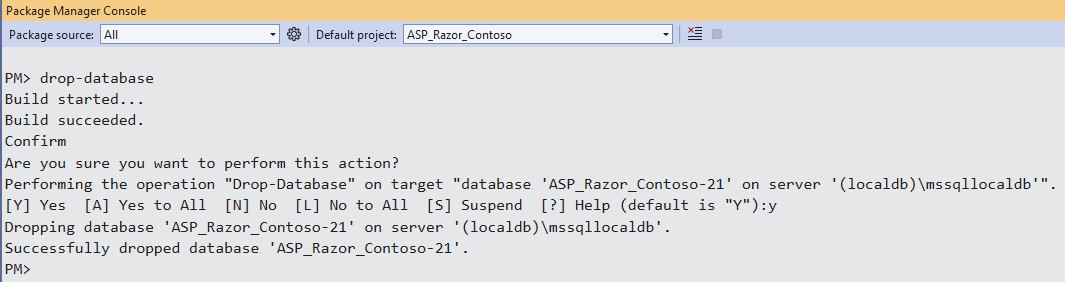 Package Manager Console
Package source: All Default project: ASP_Razor_Contoso
PM> drop-database
Build started...
Build succeeded.
Confirm
Are you sure you want to perform this action?
Performing the operation "Drop-Database" on target "database 'ASP_Razor_Contoso-21' on server '(localdb)\mssqllocaldb'".
[Y] Yes  [A] Yes to All  [N] No  [L] No to All  [S] Suspend  [?] Help (default is "Y"):y
Dropping database 'ASP_Razor_Contoso-21' on server '(localdb)\mssqllocaldb'.
Successfully dropped database 'ASP_Razor_Contoso-21'.
PM>